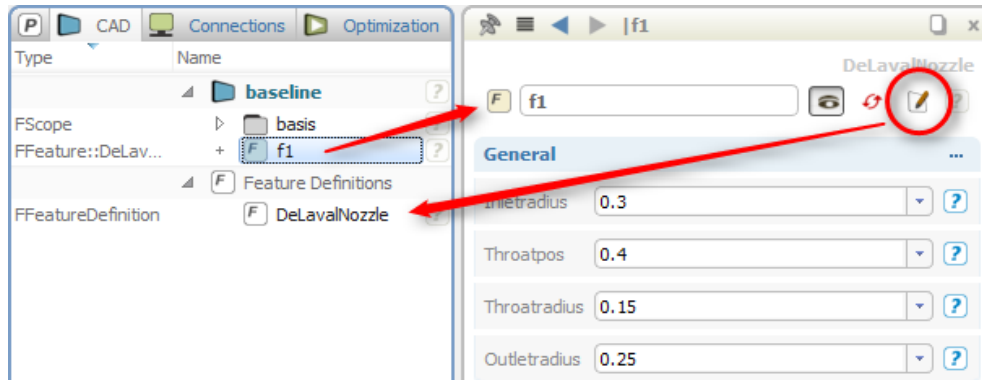 P CAD Connections Optimization
Type Name
baseline ?
FScope basis
FFeature::DeLav... + F f1 ?
F Feature Definitions
FFeatureDefinition F DeLavalNozzle ?
|f1 x
DeLavalNozzle
F f1 ?
General ...
Inletradius 0.3 ?
Throatpos 0.4 ?
Throatradius 0.15 ?
Outletradius 0.25 ?